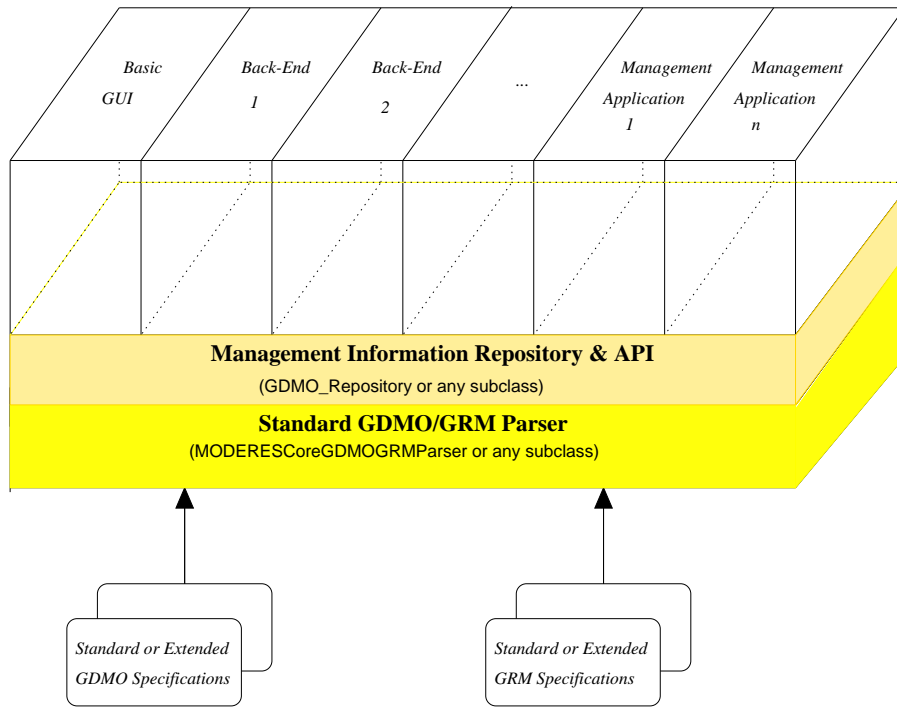 Basic
GUI
Back-End
1
Back-End
2
...
Management
Application
1
Management
Application
n
Management Information Repository & API
(GDMO_Repository or any subclass)
Standard GDMO/GRM Parser
(MODERESCoreGDMOGRMParser or any subclass)
Standard or Extended
GDMO Specifications
Standard or Extended
GRM Specifications